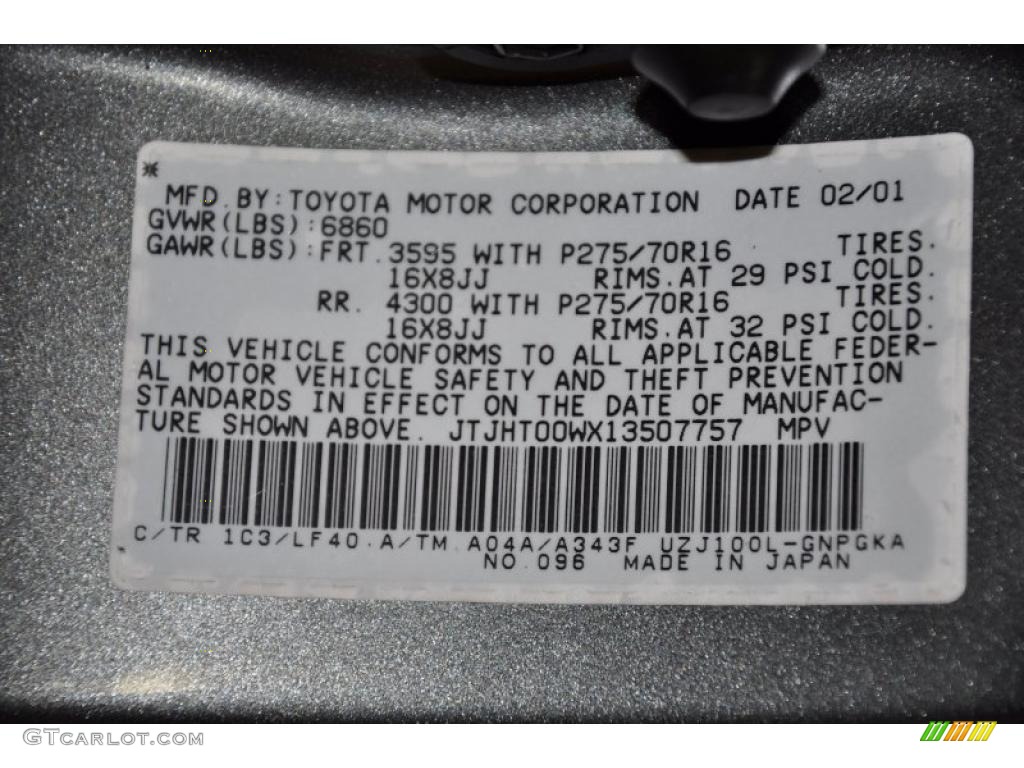 MFD. BY: TOYOTA MOTOR CORPORATION DATE 02/01
GVWR(LBS): 6860
GAWR(LBS): FRT. 3595 WITH P275/70R16 TIRES.
16X8JJ RIMS. AT 29 PSI COLD.
RR. 4300 WITH P275/70R16 TIRES.
16X8JJ RIMS. AT 32 PSI COLD.
THIS VEHICLE CONFORMS TO ALL APPLICABLE FEDER-
AL MOTOR VEHICLE SAFETY AND THEFT PREVENTION
STANDARDS IN EFFECT ON THE DATE OF MANUFAC-
TURE SHOWN ABOVE. JTJHT00WX13507757 MPV
C/TR 1C3/LF40. A/TM A04A/A343F UZJ100L-GNPGKA
NO. 096 MADE IN JAPAN
GTCARLOT.COM